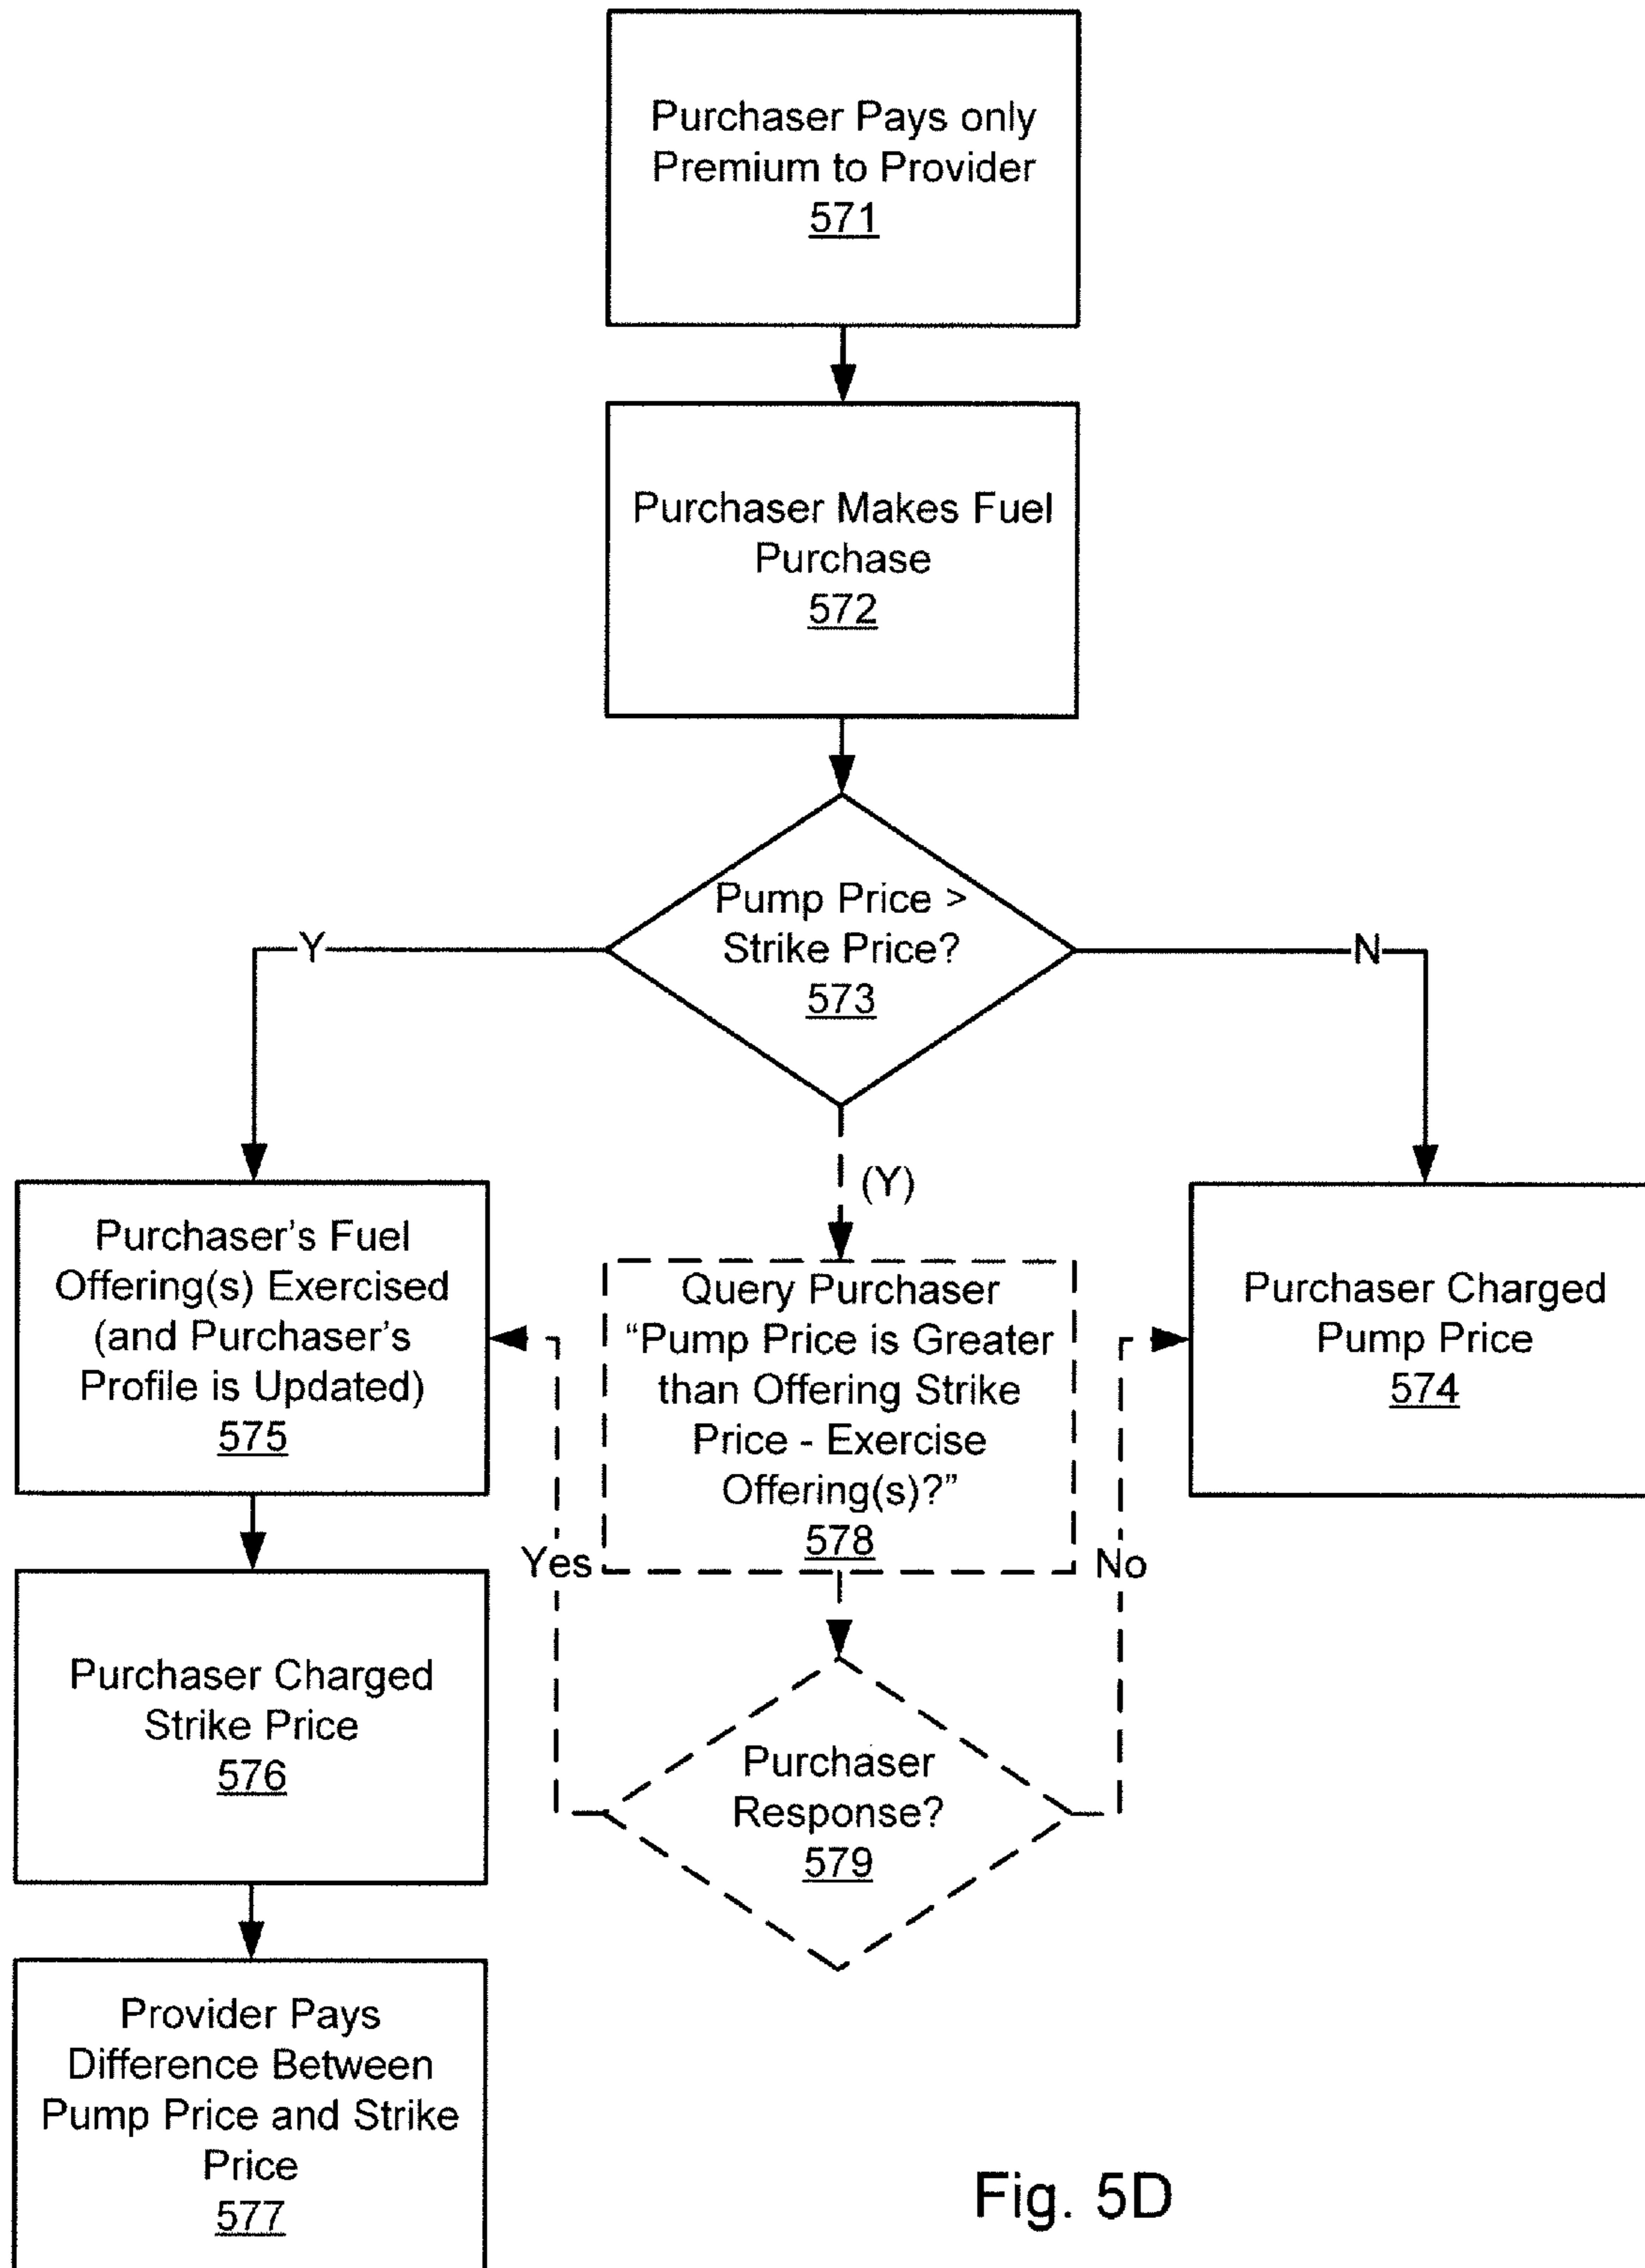 Purchaser Pays only
Premium to Provider
571
Purchaser Makes Fuel
Purchase
572
Pump Price >
Strike Price?
573
Y
N
(Y)
Purchaser's Fuel
Offering(s) Exercised
(and Purchaser's
Profile is Updated)
575
Query Purchaser
“Pump Price is Greater
than Offering Strike
Price - Exercise
Offering(s)?”
578
Purchaser Charged
Pump Price
574
Yes
No
Purchaser Charged
Strike Price
576
Purchaser
Response?
579
Provider Pays
Difference Between
Pump Price and Strike
Price
577
Fig. 5D